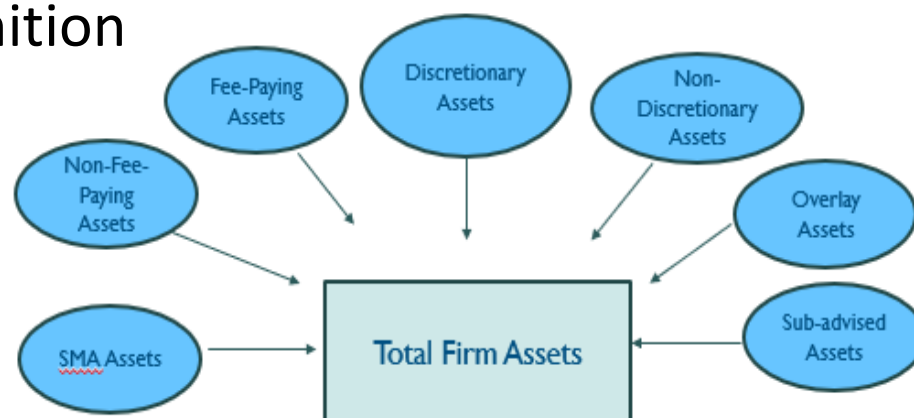 nition
Fee-Paying
Assets
Discretionary
Assets
Non-
Discretionary
Assets
Non-Fee-
Paying
Assets
Overlay
Assets
SMA Assets
Total Firm Assets
Sub-advised
Assets